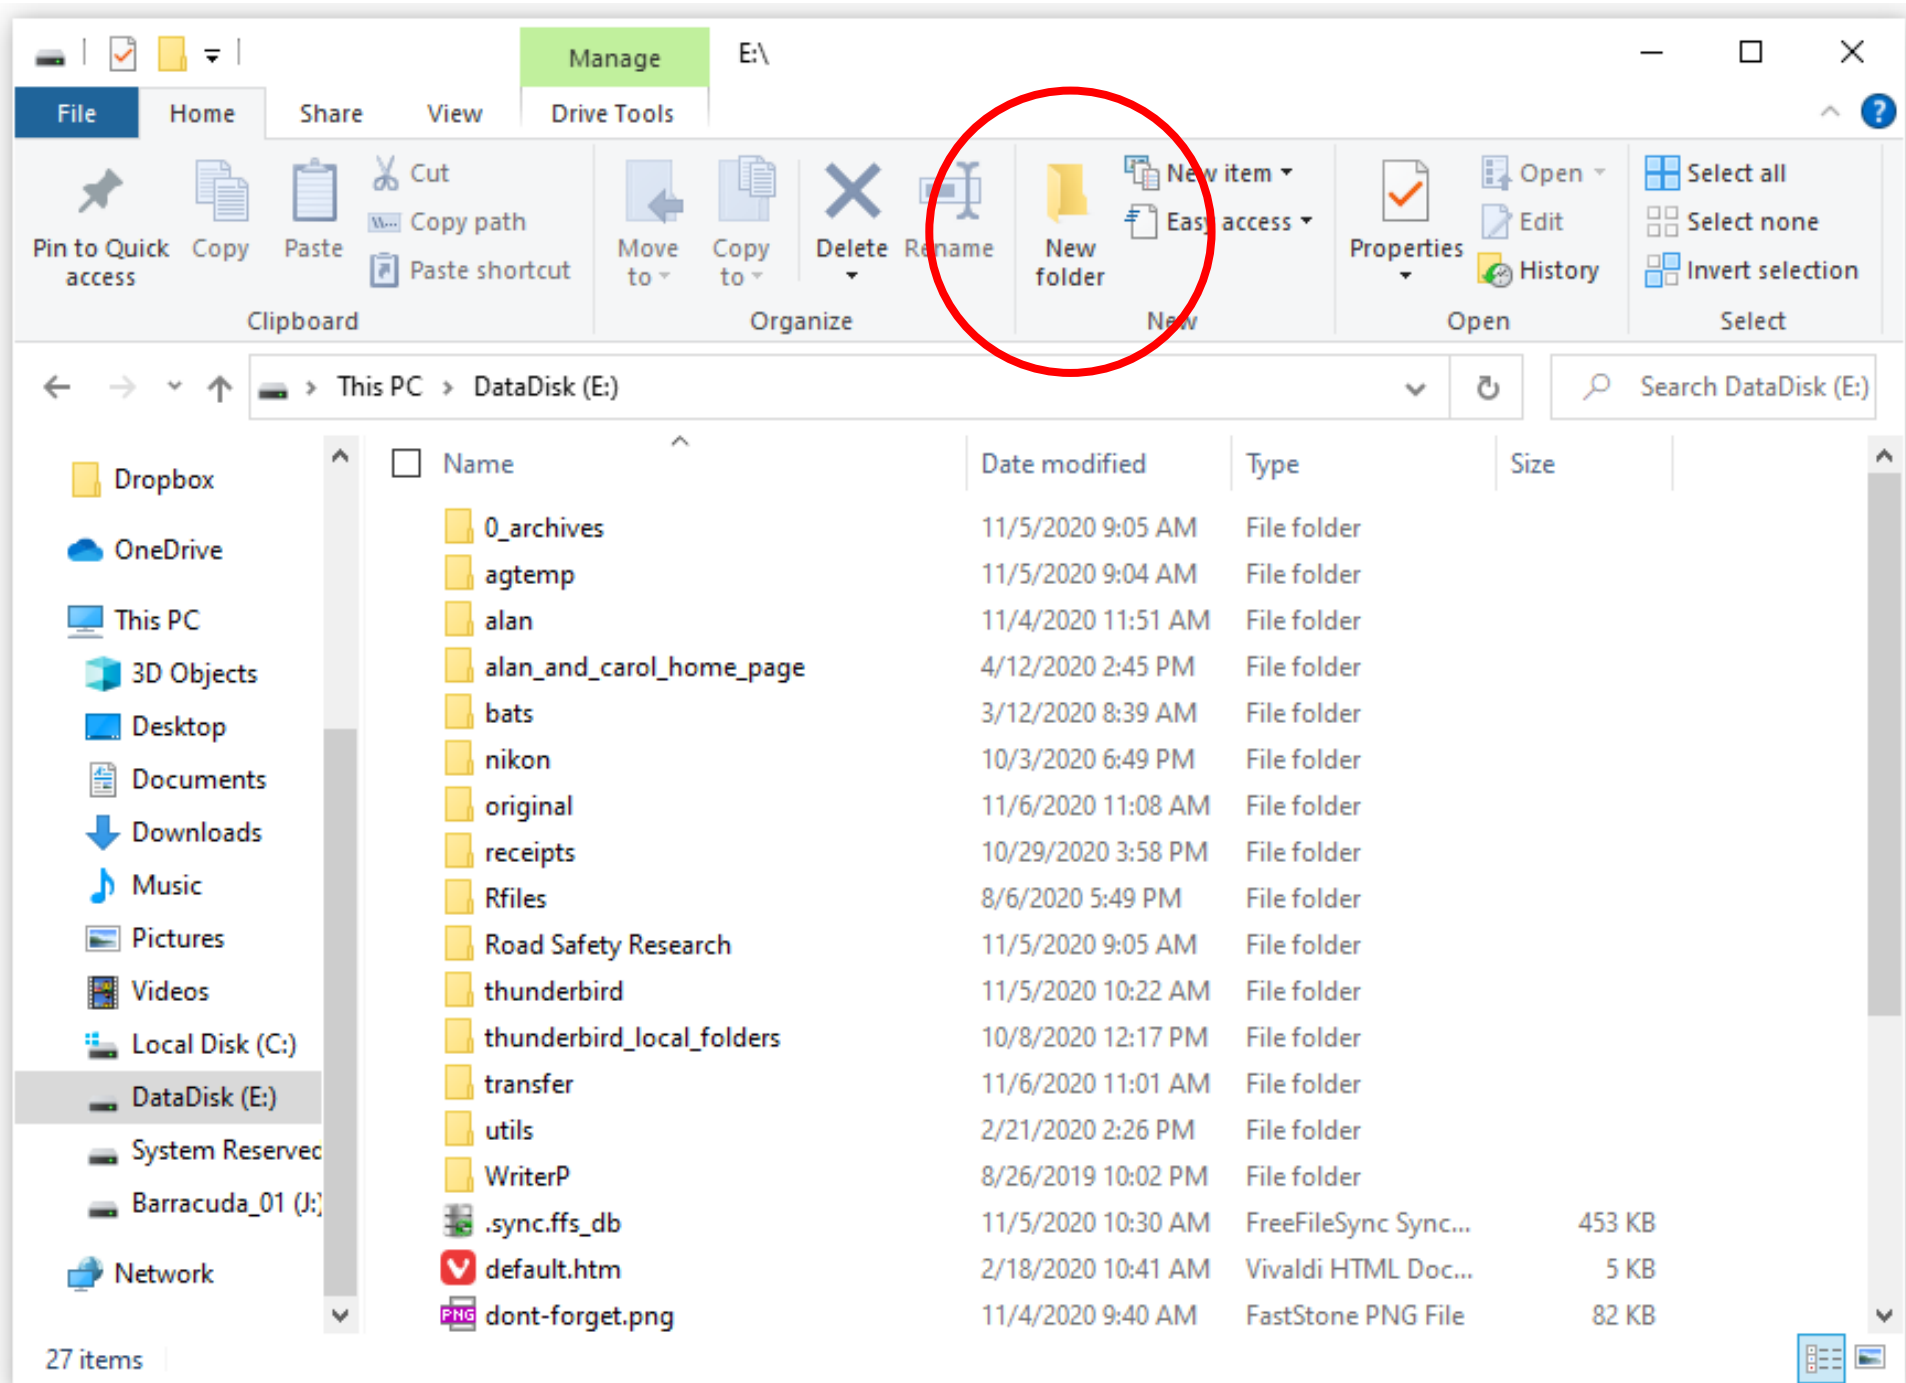 Manage E:\
File Home Share View Drive Tools
Pin to Quick access
Copy
Paste
Cut
Copy path
Paste shortcut
Clipboard
Move to
Copy to
Delete
Rename
Organize
New folder
New item
Easy access
New
Properties
Open
Edit
History
Open
Select all
Select none
Invert selection
Select
This PC > DataDisk (E:)
Search DataDisk (E:)
Dropbox
OneDrive
This PC
3D Objects
Desktop
Documents
Downloads
Music
Pictures
Videos
Local Disk (C:)
DataDisk (E:)
System Reserved
Barracuda_01 (J:)
Network
Name Date modified Type Size
0_archives 11/5/2020 9:05 AM File folder
agtemp 11/5/2020 9:04 AM File folder
alan 11/4/2020 11:51 AM File folder
alan_and_carol_home_page 4/12/2020 2:45 PM File folder
bats 3/12/2020 8:39 AM File folder
nikon 10/3/2020 6:49 PM File folder
original 11/6/2020 11:08 AM File folder
receipts 10/29/2020 3:58 PM File folder
Rfiles 8/6/2020 5:49 PM File folder
Road Safety Research 11/5/2020 9:05 AM File folder
thunderbird 11/5/2020 10:22 AM File folder
thunderbird_local_folders 10/8/2020 12:17 PM File folder
transfer 11/6/2020 11:01 AM File folder
utils 2/21/2020 2:26 PM File folder
WriterP 8/26/2019 10:02 PM File folder
.sync.ffs_db 11/5/2020 10:30 AM FreeFileSync Sync... 453 KB
default.htm 2/18/2020 10:41 AM Vivaldi HTML Doc... 5 KB
dont-forget.png 11/4/2020 9:40 AM FastStone PNG File 82 KB
27 items